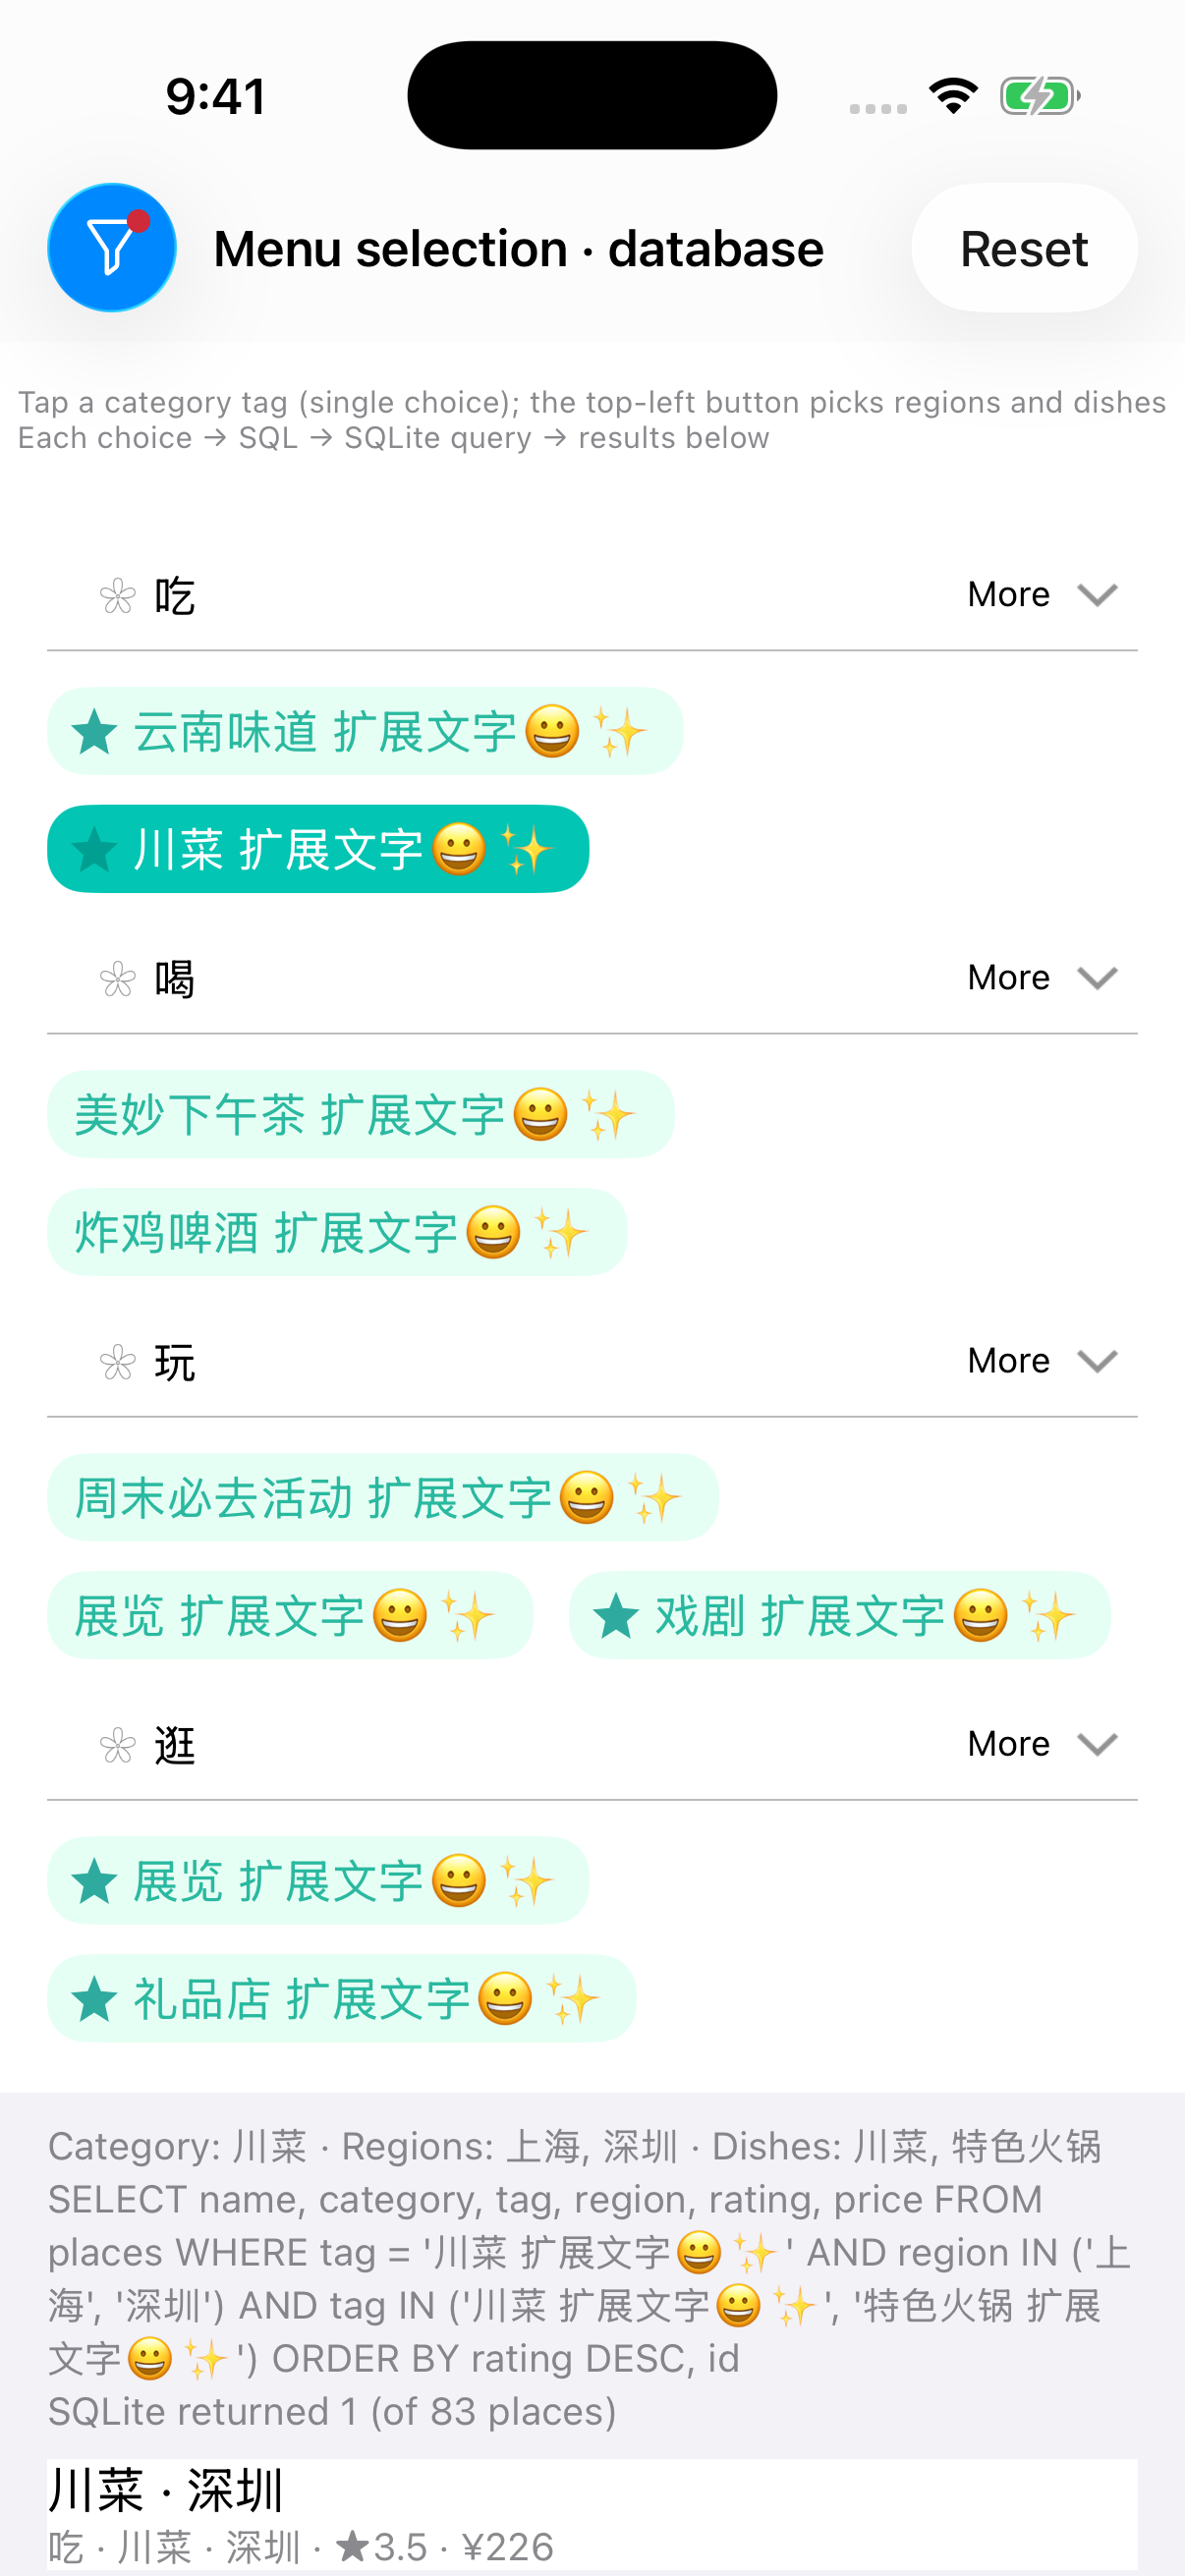 9:41
Menu selection · database
Reset
Tap a category tag (single choice); the top-left button picks regions and dishes
Each choice → SQL → SQLite query → results below
吃 More
★ 云南味道 扩展文字😀✨
★ 川菜 扩展文字😀✨
喝 More
美妙下午茶 扩展文字😀✨
炸鸡啤酒 扩展文字😀✨
玩 More
周末必去活动 扩展文字😀✨
展览 扩展文字😀✨ ★ 戏剧 扩展文字😀✨
逛 More
★ 展览 扩展文字😀✨
★ 礼品店 扩展文字😀✨
Category: 川菜 · Regions: 上海, 深圳 · Dishes: 川菜, 特色火锅
SELECT name, category, tag, region, rating, price FROM
places WHERE tag = '川菜 扩展文字😀✨' AND region IN ('上
海', '深圳') AND tag IN ('川菜 扩展文字😀✨', '特色火锅 扩展
文字😀✨') ORDER BY rating DESC, id
SQLite returned 1 (of 83 places)
川菜 · 深圳
吃 · 川菜 · 深圳 · ★3.5 · ¥226